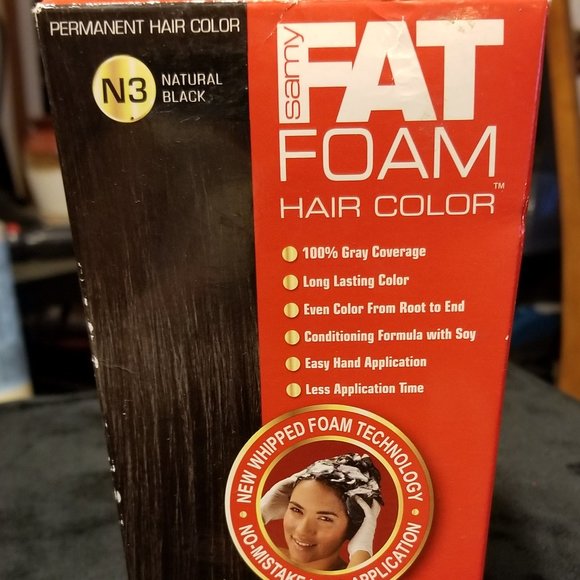 PERMANENT HAIR COLOR
N3
NATURAL
BLACK
samy
FAT
FOAM
HAIR COLOR™
100% Gray Coverage
Long Lasting Color
Even Color From Root to End
Conditioning Formula with Soy
Easy Hand Application
Less Application Time
NEW WHIPPED FOAM TECHNOLOGY
NO-MISTAKE APPLICATION